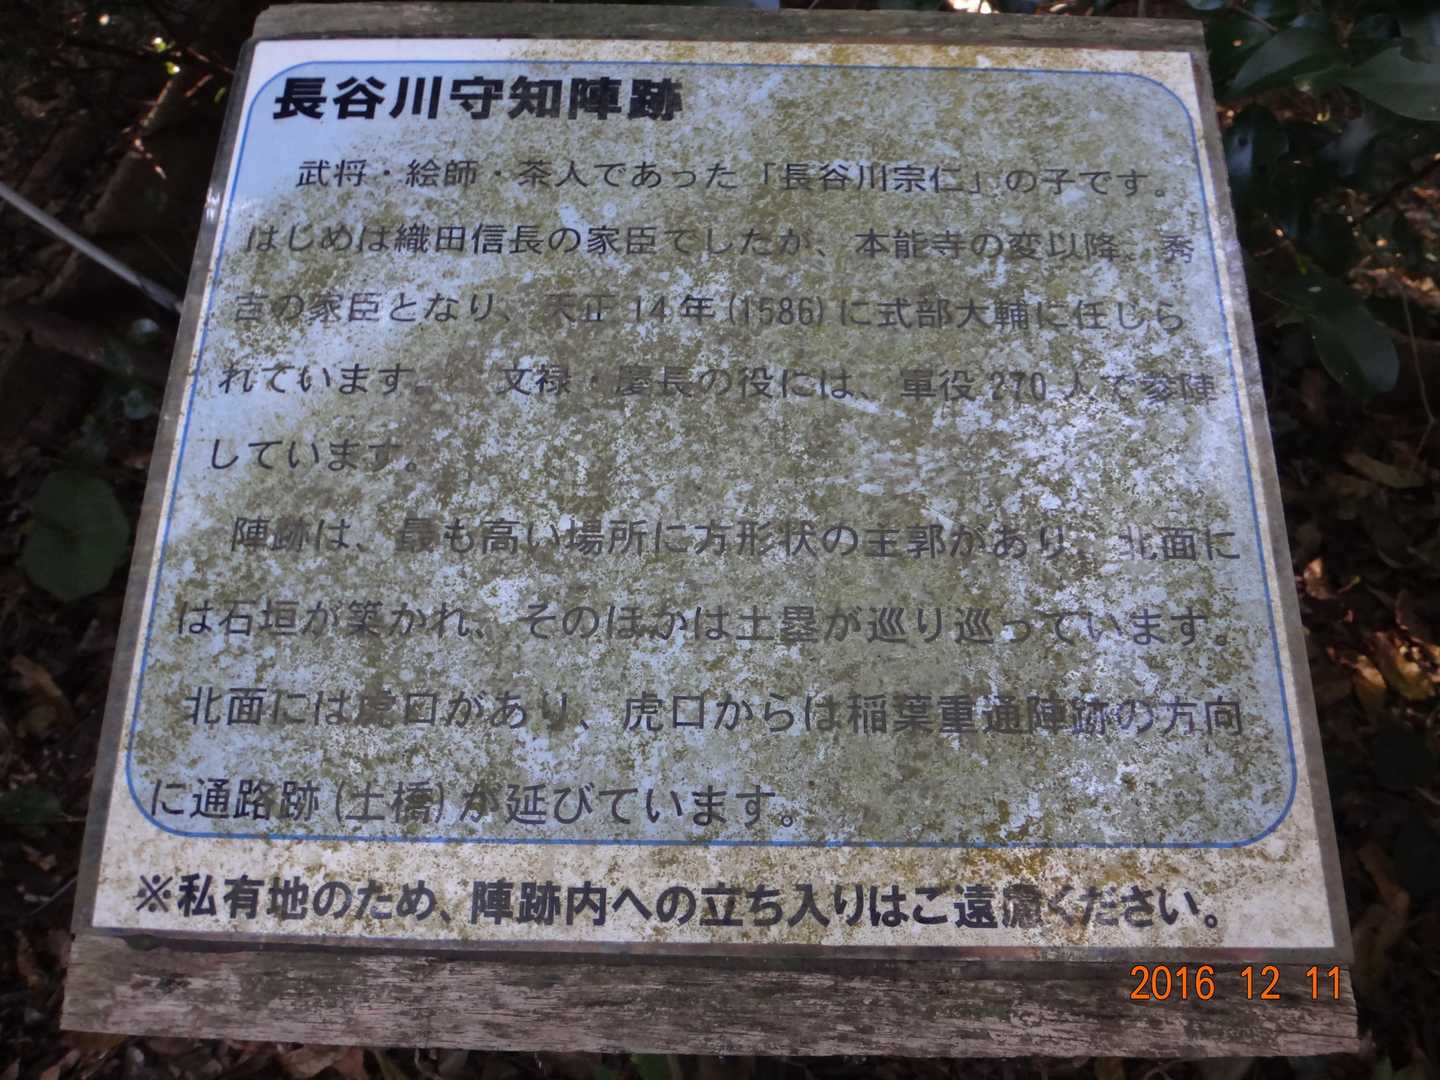 長谷川守知陣跡
武将・絵師・茶人であった「長谷川宗仁」の子です。
はじめは織田信長の家臣でしたが、本能寺の変以降、秀
吉の家臣となり、天正14年(1586)に式部大輔に任じら
れています。 文禄・慶長の役には、軍役270人で参陣
しています。
陣跡は、最も高い場所に方形状の主郭があり、北面に
は石垣が築かれ、そのほかは土塁が巡り巡っています。
北面には虎口があり、虎口からは稲葉重通陣跡の方向
に通路跡(土橋)が延びています。
※私有地のため、陣跡内への立ち入りはご遠慮ください。
2016 12 11